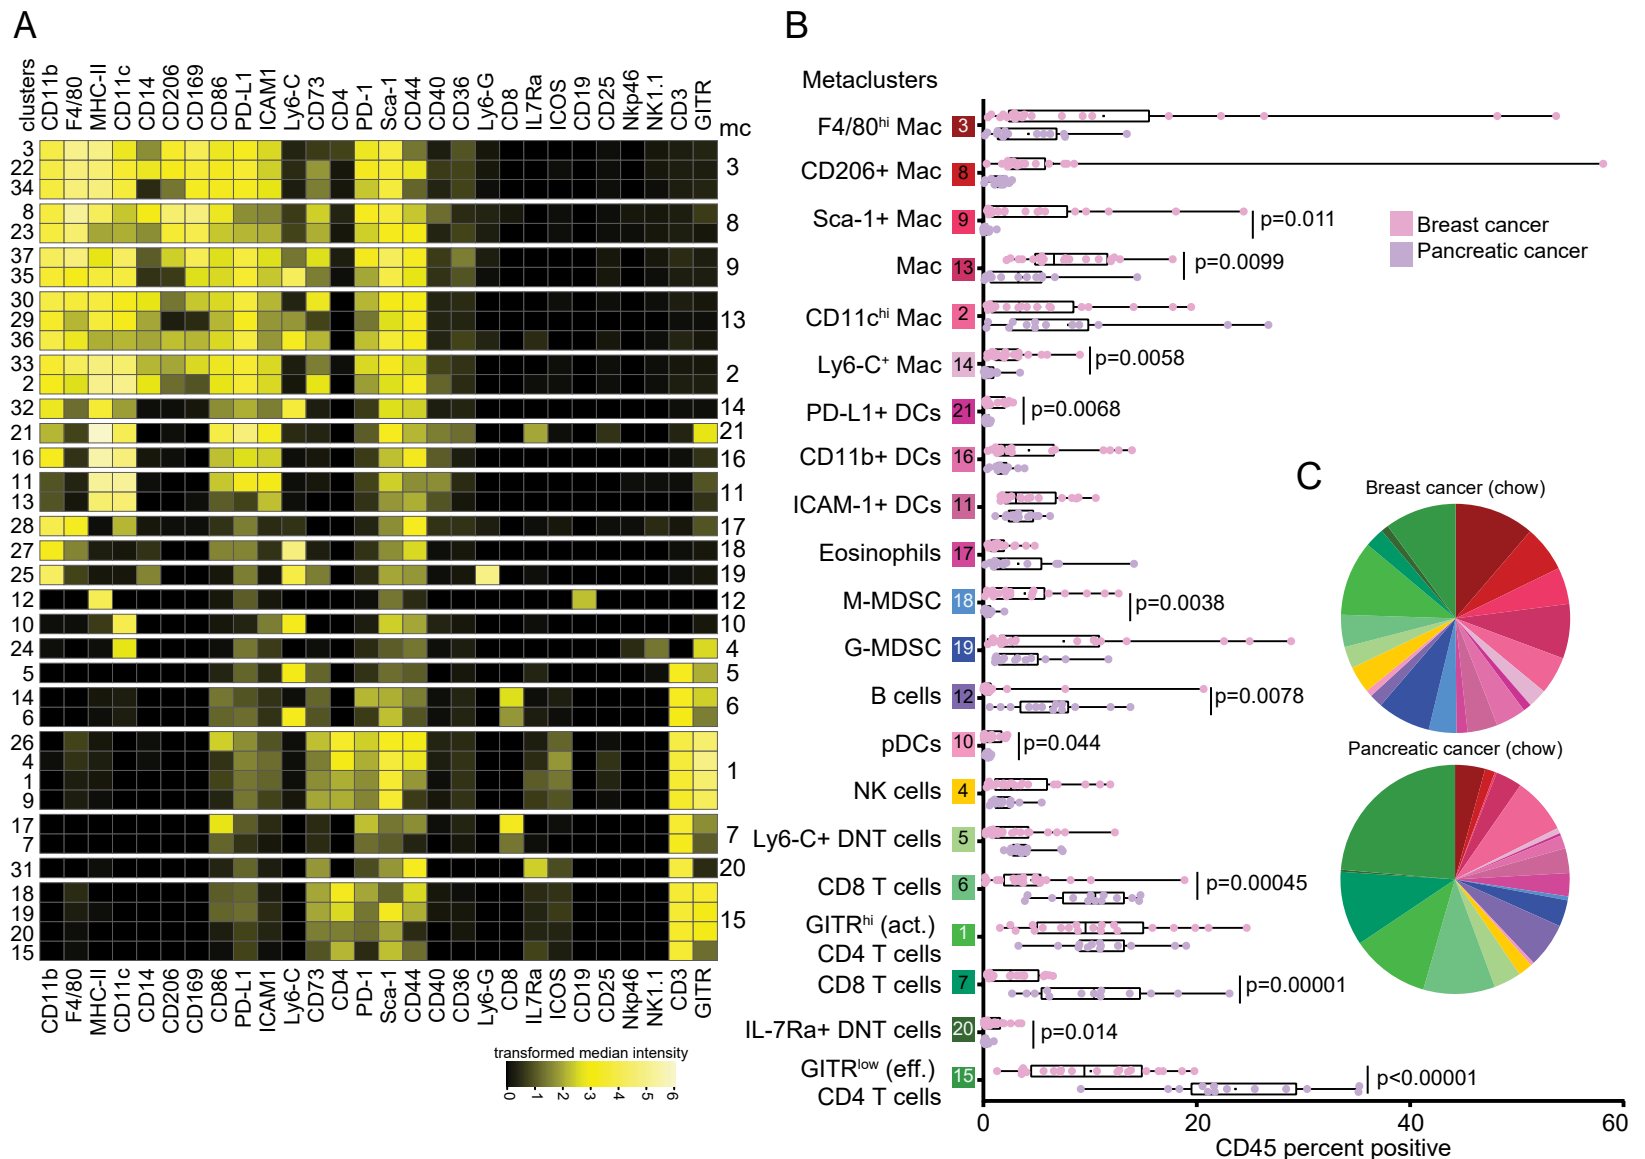 A
clusters CD11b F4/80 MHC-II CD11c CD14 CD206 CD169 CD86 PD-L1 ICAM1 Ly6-C CD73 CD4 PD-1 Sca-1 CD44 CD40 CD36 Ly6-G CD8 IL7Ra ICOS CD19 CD25 Nkp46 NK1.1 CD3 GITR mc
3
22 3
34
8 8
23
37 9
35
30
29 13
36
33 2
2
32 14
21 21
16 16
11 11
13
28 17
27 18
25 19
12 12
10 10
24 4
5 5
14 6
6
26
4 1
1
9
17 7
7
31 20
18
19 15
20
15
CD11b F4/80 MHC-II CD11c CD14 CD206 CD169 CD86 PD-L1 ICAM1 Ly6-C CD73 CD4 PD-1 Sca-1 CD44 CD40 CD36 Ly6-G CD8 IL7Ra ICOS CD19 CD25 Nkp46 NK1.1 CD3 GITR
transformed median intensity
0 1 2 3 4 5 6
B
Metaclusters
F4/80hi Mac 3
CD206+ Mac 8
Sca-1+ Mac 9 p=0.011
Mac 13 p=0.0099
CD11chi Mac 2
Ly6-C+ Mac 14 p=0.0058
PD-L1+ DCs 21 p=0.0068
CD11b+ DCs 16
ICAM-1+ DCs 11
Eosinophils 17
M-MDSC 18 p=0.0038
G-MDSC 19
B cells 12 p=0.0078
pDCs 10 p=0.044
NK cells 4
Ly6-C+ DNT cells 5
CD8 T cells 6 p=0.00045
GITRhi (act.)
CD4 T cells 1
CD8 T cells 7 p=0.00001
IL-7Ra+ DNT cells 20 p=0.014
GITRlow (eff.)
CD4 T cells 15 p<0.00001
0 20 40 60
CD45 percent positive
Breast cancer
Pancreatic cancer
C
Breast cancer (chow)
Pancreatic cancer (chow)